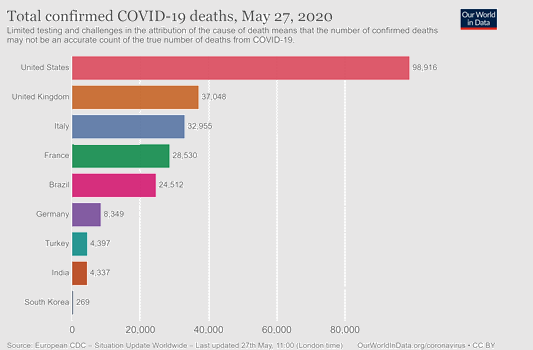 Total confirmed COVID-19 deaths, May 27, 2020
Our World
in Data
Limited testing and challenges in the attribution of the cause of death means that the number of confirmed deaths
may not be an accurate count of the true number of deaths from COVID-19.
United States 98,916
United Kingdom 37,048
Italy 32,955
France 28,530
Brazil 24,512
Germany 8,349
Turkey 4,397
India 4,337
South Korea 269
0 20,000 40,000 60,000 80,000
Source: European CDC – Situation Update Worldwide – Last updated 27th May, 11:00 (London time) OurWorldInData.org/coronavirus • CC BY